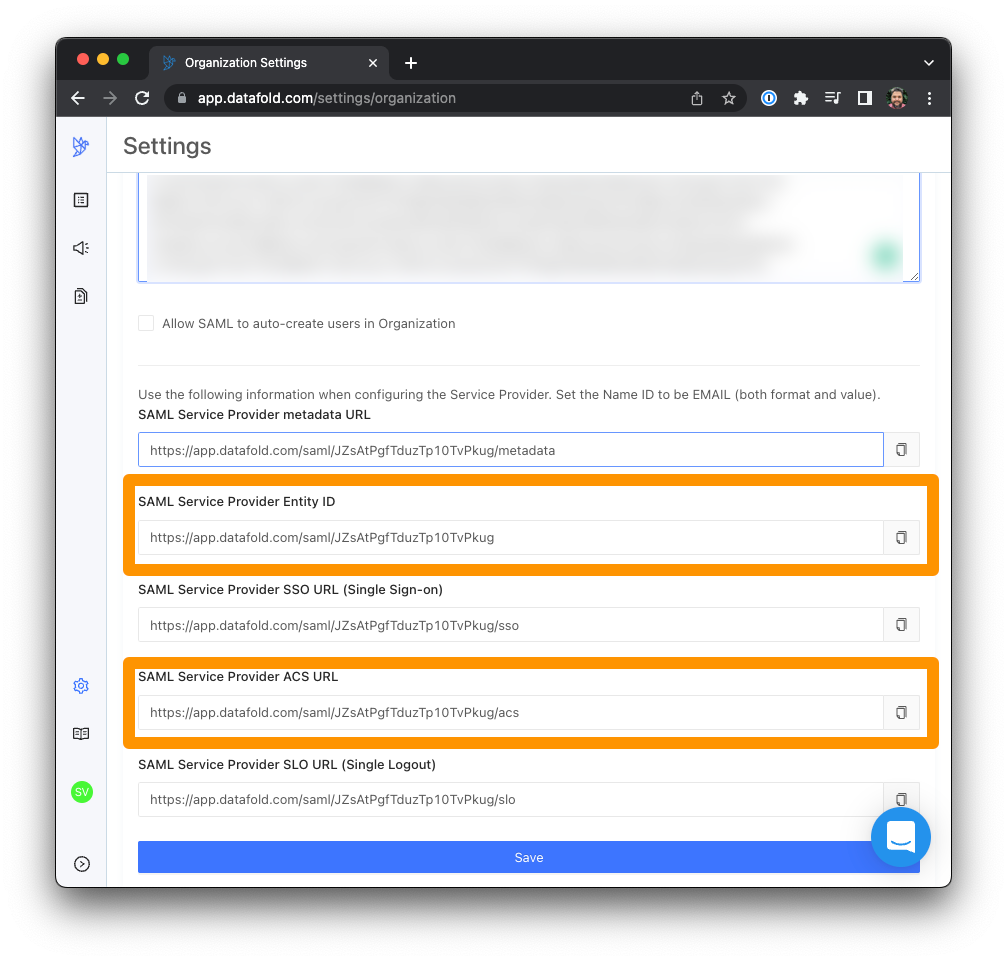 Organization Settings
app.datafold.com/settings/organization
Settings
Allow SAML to auto-create users in Organization
Use the following information when configuring the Service Provider. Set the Name ID to be EMAIL (both format and value).
SAML Service Provider metadata URL
https://app.datafold.com/saml/JZsAtPgfTduzTp10TvPkug/metadata
SAML Service Provider Entity ID
https://app.datafold.com/saml/JZsAtPgfTduzTp10TvPkug
SAML Service Provider SSO URL (Single Sign-on)
https://app.datafold.com/saml/JZsAtPgfTduzTp10TvPkug/sso
SAML Service Provider ACS URL
https://app.datafold.com/saml/JZsAtPgfTduzTp10TvPkug/acs
SAML Service Provider SLO URL (Single Logout)
https://app.datafold.com/saml/JZsAtPgfTduzTp10TvPkug/slo
SV
Save